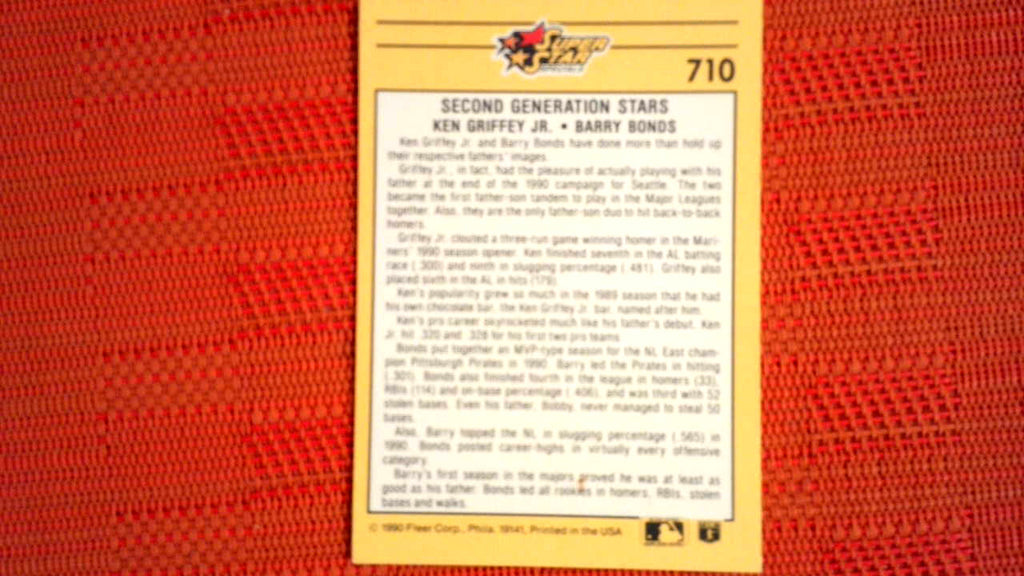 SUPER
STAR
SPECIALS
710
SECOND GENERATION STARS
KEN GRIFFEY JR. • BARRY BONDS
Ken Griffey Jr. and Barry Bonds have done more than hold up
their respective fathers' images.
Griffey Jr., in fact, had the pleasure of actually playing with his
father at the end of the 1990 campaign for Seattle. The two
became the first father-son tandem to play in the Major Leagues
together. Also, they are the only father-son duo to hit back-to-back
homers.
Griffey Jr. clouted a three-run game winning homer in the Mari-
ners' 1990 season opener. Ken finished seventh in the AL batting
race (.300) and ninth in slugging percentage (.481). Griffey also
placed sixth in the AL in hits (179).
Ken's popularity grew so much in the 1989 season that he had
his own chocolate bar, the Ken Griffey Jr. bar, named after him.
Ken's pro career skyrocketed much like his father's debut. Ken
Jr. hit .320 and .328 for his first two pro teams.
Bonds put together an MVP-type season for the NL East cham-
pion Pittsburgh Pirates in 1990. Barry led the Pirates in hitting
(.301). Bonds also finished fourth in the league in homers (33),
RBIs (114) and on-base percentage (.406), and was third with 52
stolen bases. Even his father, Bobby, never managed to steal 50
bases.
Also, Barry topped the NL in slugging percentage (.565) in
1990. Bonds posted career-highs in virtually every offensive
category.
Barry's first season in the majors proved he was at least as
good as his father. Bonds led all rookies in homers, RBIs, stolen
bases and walks.
© 1990 Fleer Corp., Phila. 19141, Printed in the USA